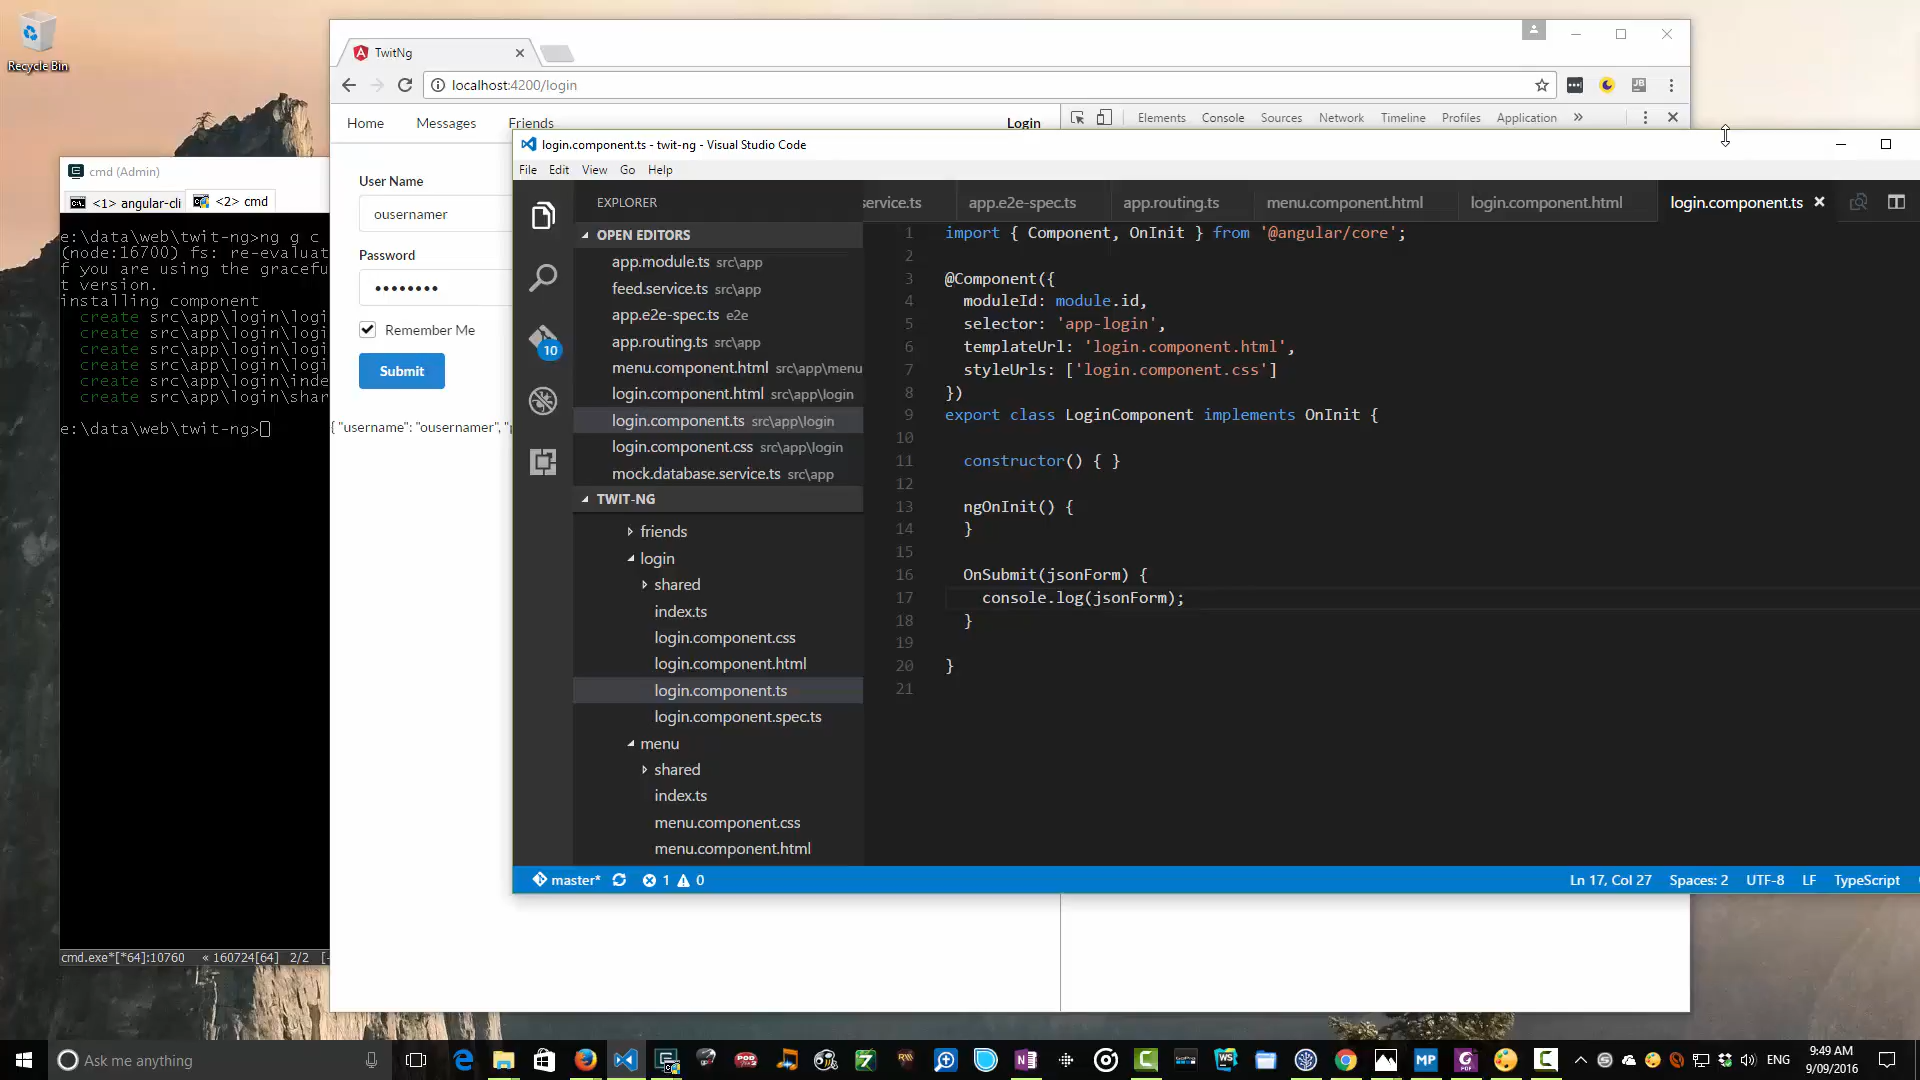 Recycle Bin
TwitNg
localhost:4200/login
Home Messages Friends Login
Elements Console Sources Network Timeline Profiles Application »
cmd (Admin)
<1> angular-cli <2> cmd
e:\data\web\twit-ng>ng g c
(node:16700) fs: re-evaluat
f you are using the gracefu
t version.
installing component
create src\app\login\logi
create src\app\login\logi
create src\app\login\logi
create src\app\login\logi
create src\app\login\inde
create src\app\login\shar
e:\data\web\twit-ng>
cmd.exe*[*64]:10760 « 160724[64] 2/2 [-
User Name
ousernamer
Password
Remember Me
Submit
{ "username": "ousernamer", "p
login.component.ts - twit-ng - Visual Studio Code
File Edit View Go Help
EXPLORER
OPEN EDITORS
app.module.ts src\app
feed.service.ts src\app
app.e2e-spec.ts e2e
app.routing.ts src\app
menu.component.html src\app\menu
login.component.html src\app\login
login.component.ts src\app\login
login.component.css src\app\login
mock.database.service.ts src\app
TWIT-NG
friends
login
shared
index.ts
login.component.css
login.component.html
login.component.ts
login.component.spec.ts
menu
shared
index.ts
menu.component.css
menu.component.html
10
service.ts app.e2e-spec.ts app.routing.ts menu.component.html login.component.html login.component.ts
1 import { Component, OnInit } from '@angular/core';
2
3 @Component({
4 moduleId: module.id,
5 selector: 'app-login',
6 templateUrl: 'login.component.html',
7 styleUrls: ['login.component.css']
8 })
9 export class LoginComponent implements OnInit {
10
11 constructor() { }
12
13 ngOnInit() {
14 }
15
16 OnSubmit(jsonForm) {
17 console.log(jsonForm);
18 }
19
20 }
21
master* 1 0 Ln 17, Col 27 Spaces: 2 UTF-8 LF TypeScript
Ask me anything
ENG
9:49 AM
9/09/2016